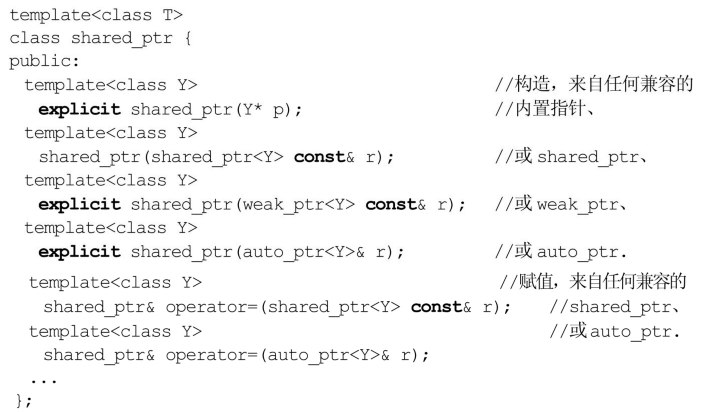 template<class T>
class shared_ptr {
public:
template<class Y> //构造，来自任何兼容的
explicit shared_ptr(Y* p); //内置指针、
template<class Y>
shared_ptr(shared_ptr<Y> const& r); //或 shared_ptr、
template<class Y>
explicit shared_ptr(weak_ptr<Y> const& r); //或 weak_ptr、
template<class Y>
explicit shared_ptr(auto_ptr<Y>& r); //或 auto_ptr.
template<class Y> //赋值，来自任何兼容的
shared_ptr& operator=(shared_ptr<Y> const& r); //shared_ptr、
template<class Y> //或 auto_ptr.
shared_ptr& operator=(auto_ptr<Y>& r);
...
};